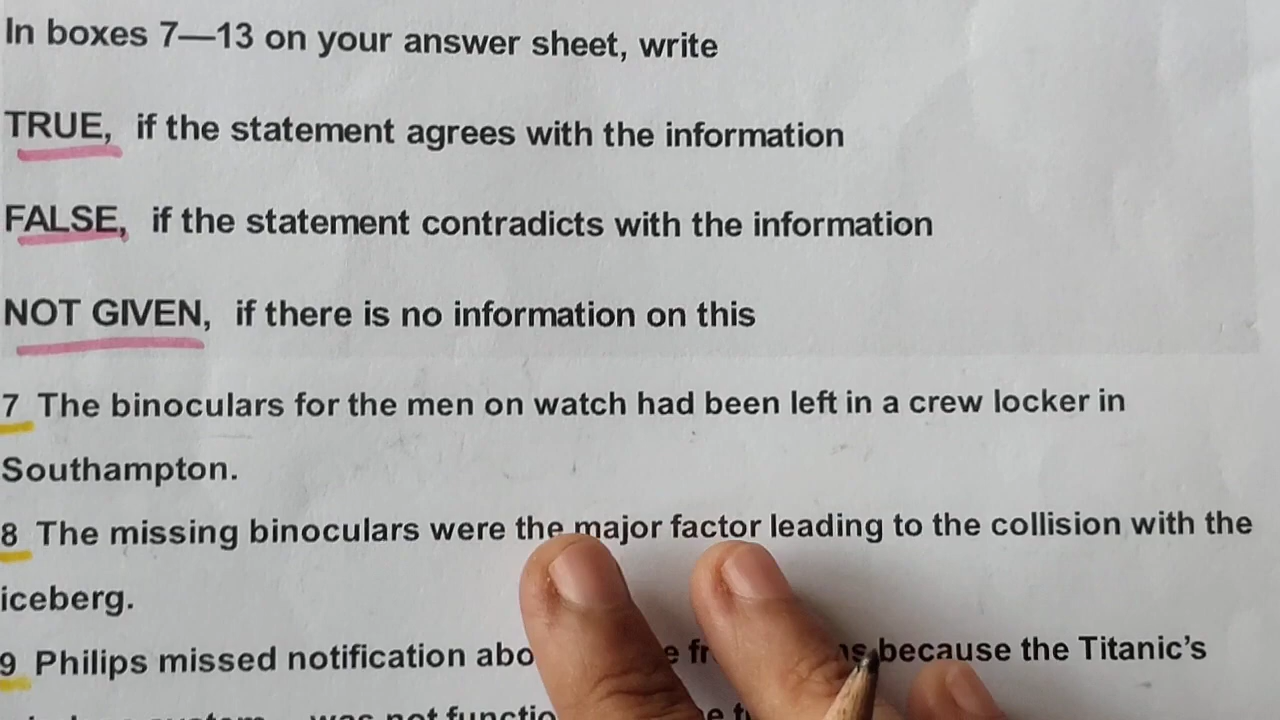 In boxes 7—13 on your answer sheet, write
TRUE, if the statement agrees with the information
FALSE, if the statement contradicts with the information
NOT GIVEN, if there is no information on this
7 The binoculars for the men on watch had been left in a crew locker in
Southampton.
8 The missing binoculars were the major factor leading to the collision with the
iceberg.
9 Philips missed notification because the Titanic's
was not